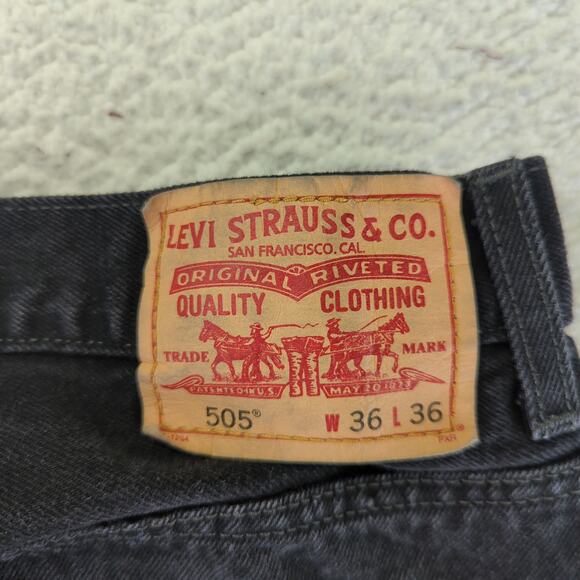 LEVI STRAUSS & CO.
SAN FRANCISCO, CAL.
ORIGINAL RIVETED
QUALITY CLOTHING
TRADE MARK
PATENTED IN U.S. MAY 20 1873
505® W 36 L 36